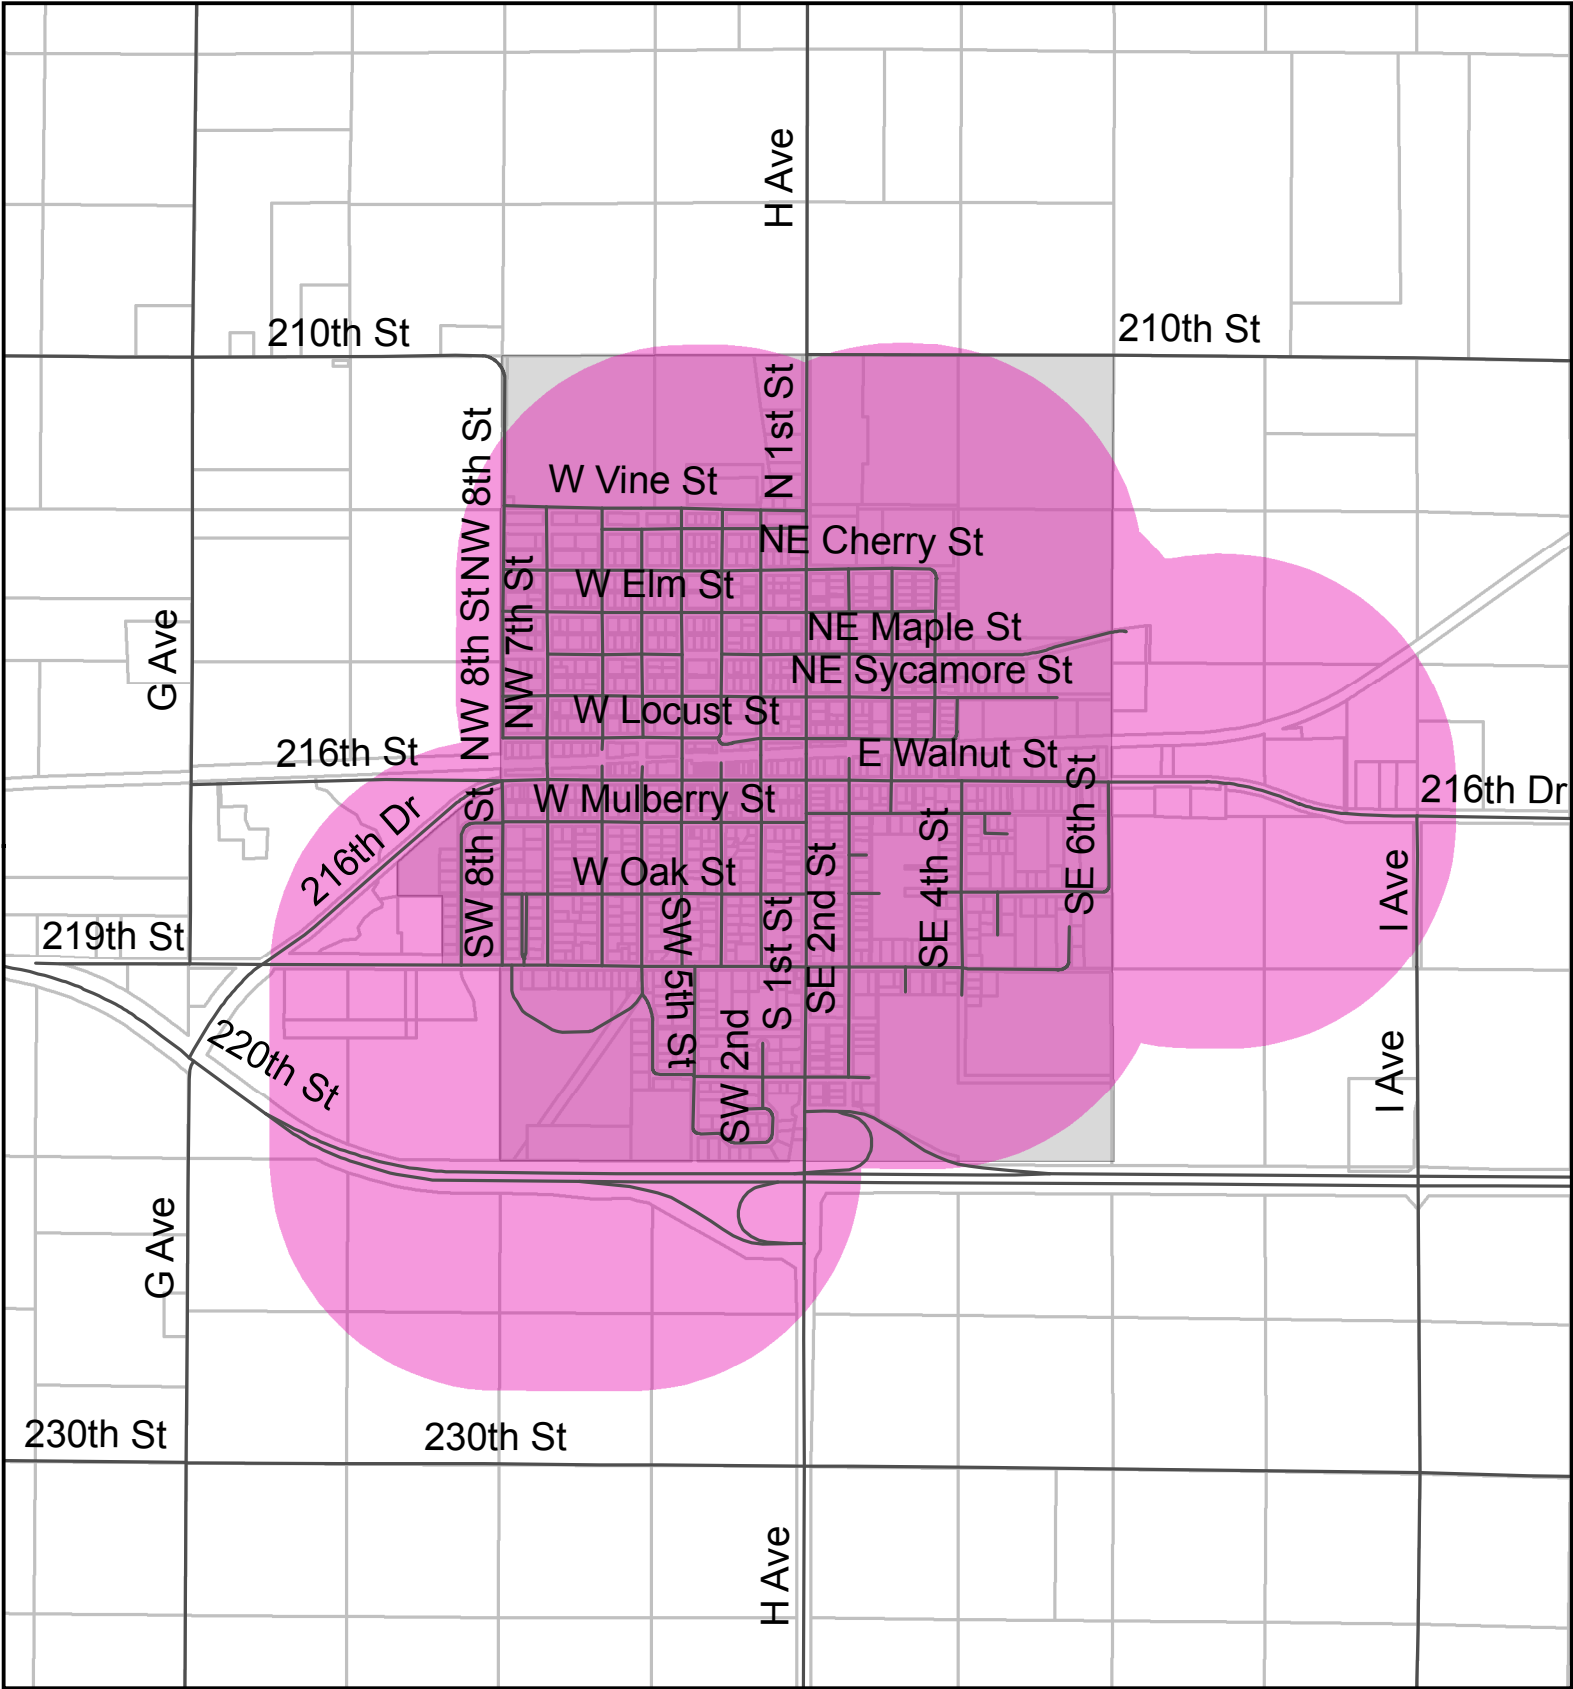 H Ave
210th St
210th St
N 1st St
NW 8th St
W Vine St
NE Cherry St
NW 8th St
NW 7th St
W Elm St
G Ave
NE Maple St
NE Sycamore St
W Locust St
216th St
E Walnut St
216th Dr
W Mulberry St
SE 6th St
216th Dr
SW 8th St
W Oak St
SE 4th St
SE 2nd St
I Ave
219th St
SW 5th St
S 1st St
SW 2nd
220th St
I Ave
G Ave
230th St
230th St
H Ave